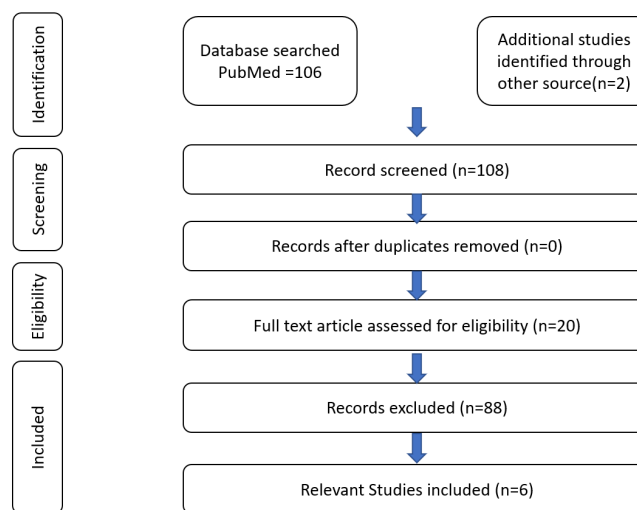 Identification
Database searched
PubMed =106
Additional studies
identified through
other source(n=2)
Screening
Record screened (n=108)
Records after duplicates removed (n=0)
Eligibility
Full text article assessed for eligibility (n=20)
Included
Records excluded (n=88)
Relevant Studies included (n=6)